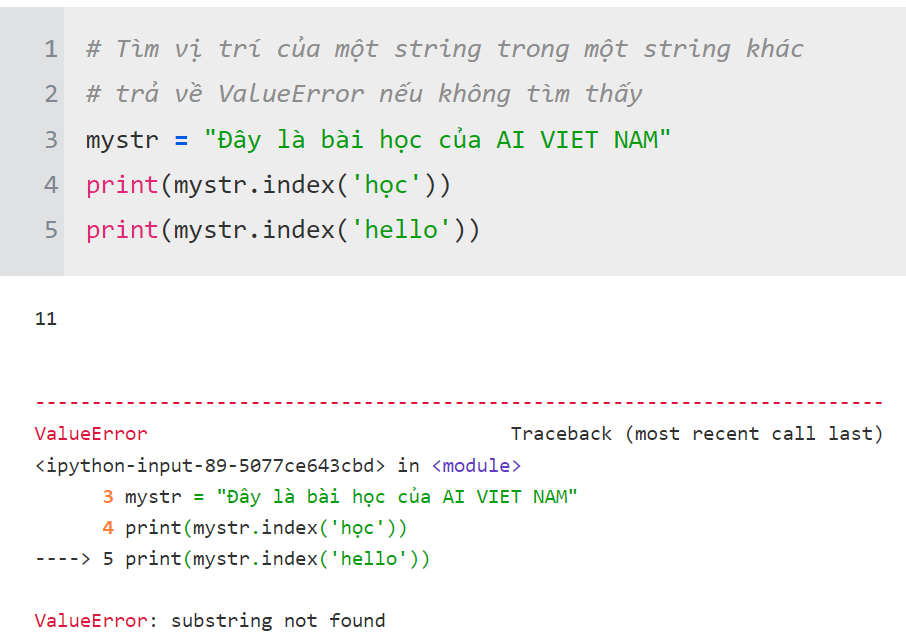 1 # Tìm vị trí của một string trong một string khác
2 # trả về ValueError nếu không tìm thấy
3 mystr = "Đây là bài học của AI VIET NAM"
4 print(mystr.index('học'))
5 print(mystr.index('hello'))
11
---------------------------------------------------------------------------
ValueError                                Traceback (most recent call last)
<ipython-input-89-5077ce643cbd> in <module>
      3 mystr = "Đây là bài học của AI VIET NAM"
      4 print(mystr.index('học'))
----> 5 print(mystr.index('hello'))
ValueError: substring not found